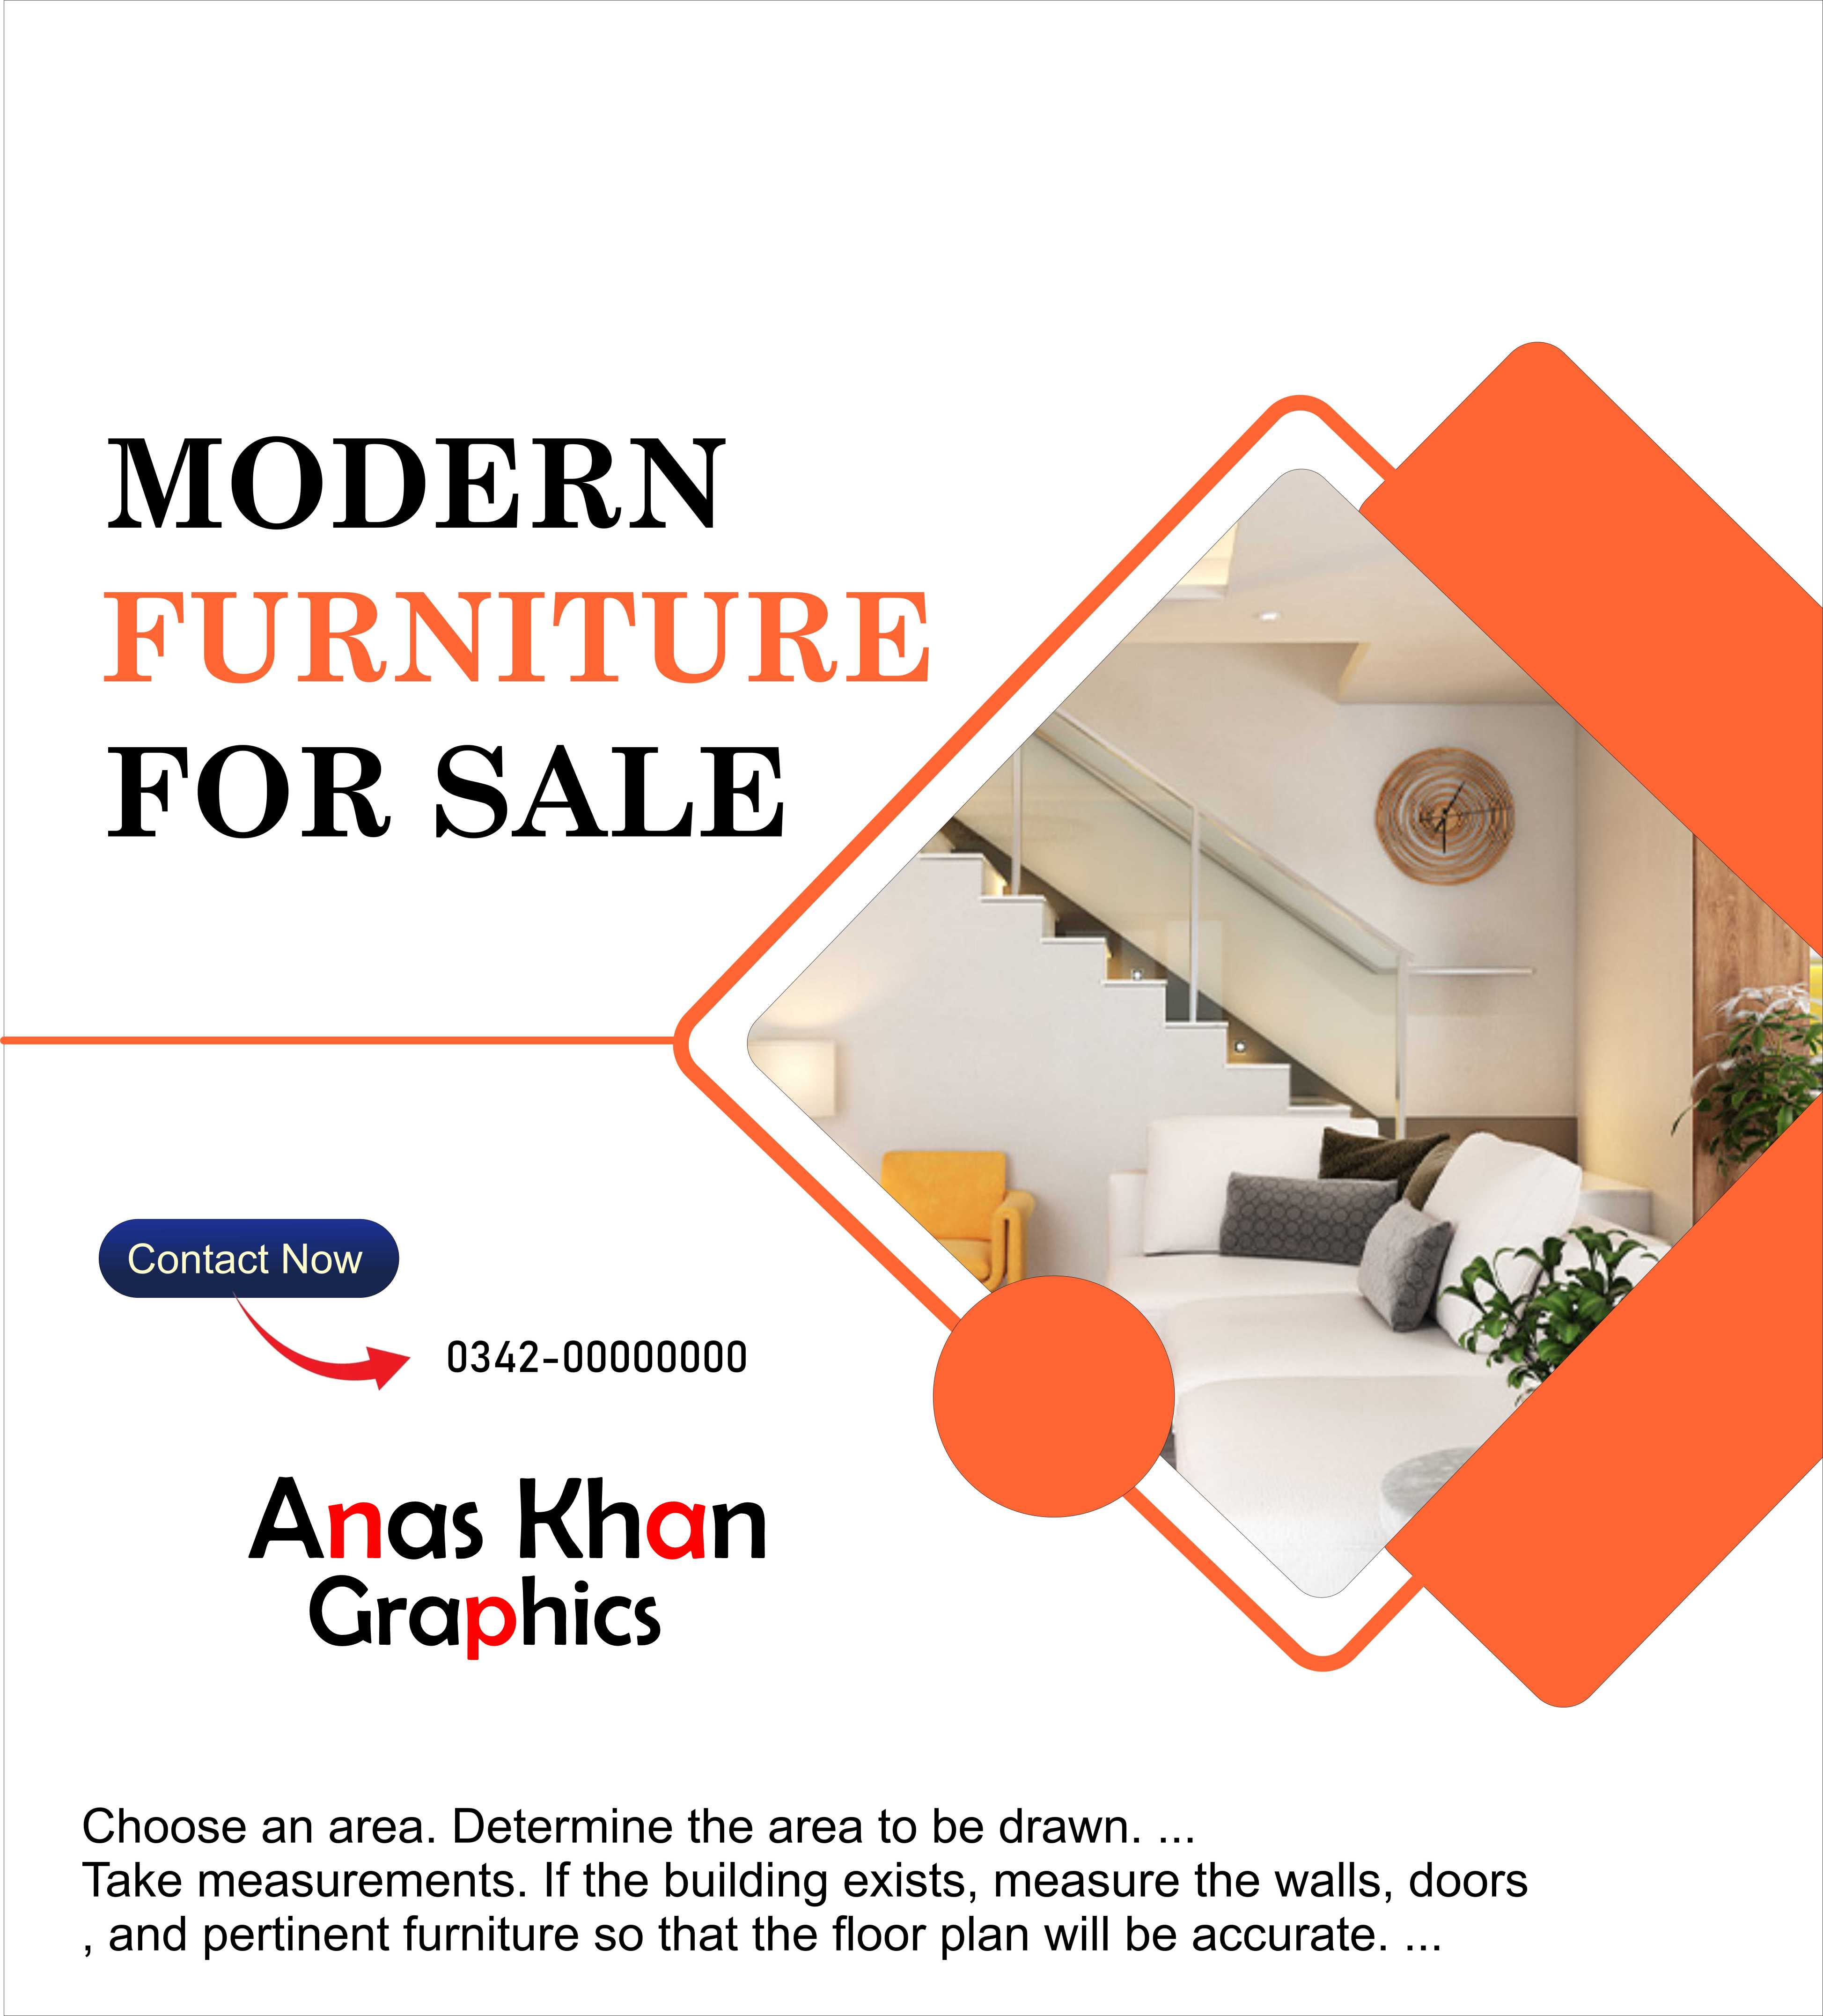 MODERN
FURNITURE
FOR SALE
Contact Now
0342-00000000
Anas Khan
Graphics
Choose an area. Determine the area to be drawn. ...
Take measurements. If the building exists, measure the walls, doors
, and pertinent furniture so that the floor plan will be accurate. ...